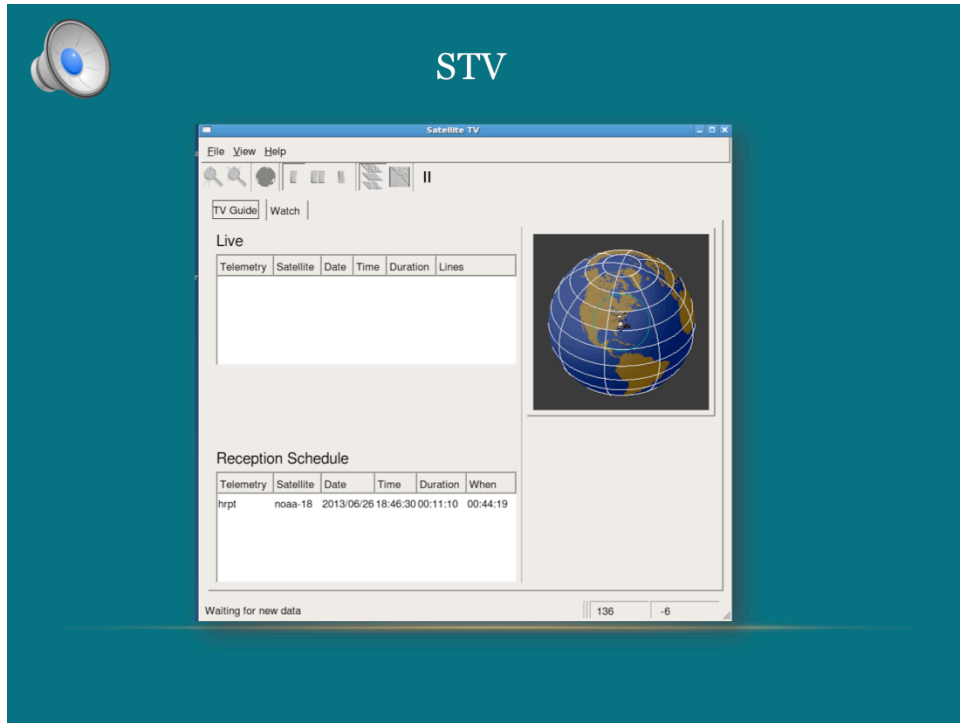 STV
Satellite TV
File View Help
TV Guide Watch
Live
Telemetry Satellite Date Time Duration Lines
Reception Schedule
Telemetry Satellite Date Time Duration When
hrpt noaa-18 2013/06/26 18:46:30 00:11:10 00:44:19
Waiting for new data 136 -6